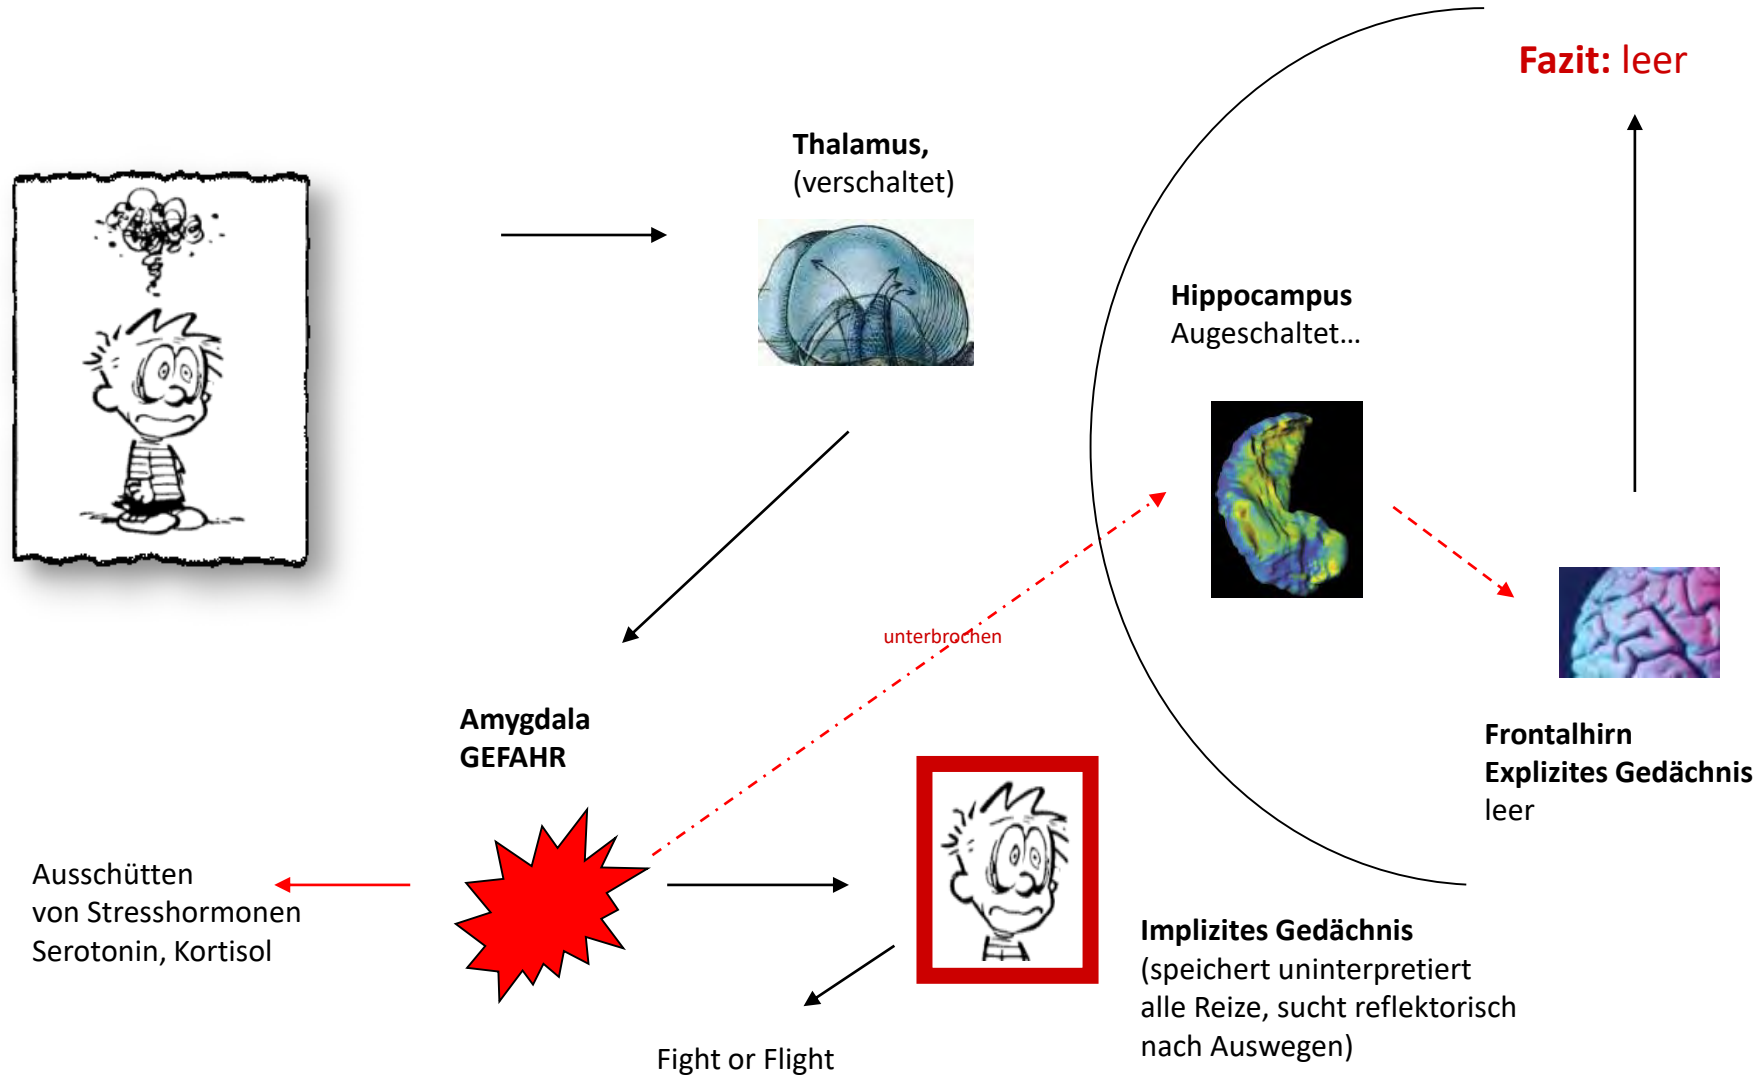 Fazit: leer
Thalamus,
(verschaltet)
Hippocampus
Augeschaltet...
unterbrochen
Amygdala
GEFAHR
Frontalhirn
Explizites Gedächnis
leer
Ausschütten
von Stresshormonen
Serotonin, Kortisol
Implizites Gedächnis
(speichert uninterpretiert
alle Reize, sucht reflektorisch
nach Auswegen)
Fight or Flight